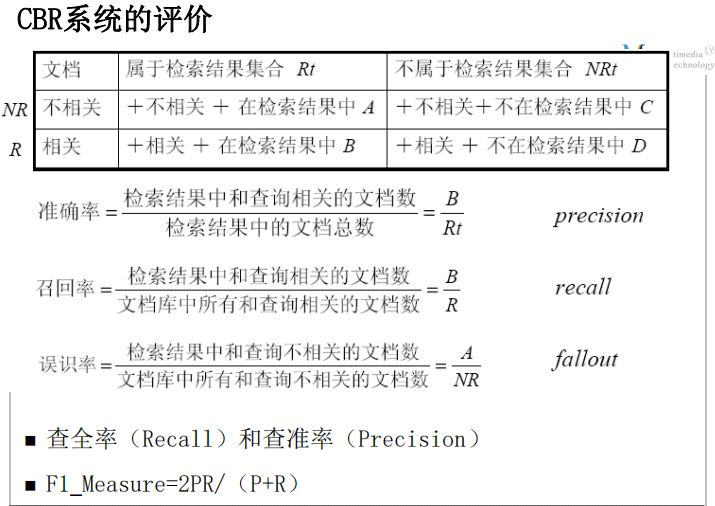 CBR系统的评价
timedia
echnology
文档 属于检索结果集合 Rt 不属于检索结果集合 NRt
NR 不相关 ＋不相关 ＋ 在检索结果中 A ＋不相关＋不在检索结果中 C
R 相关 ＋相关 ＋ 在检索结果中 B ＋相关 ＋ 不在检索结果中 D
准确率＝检索结果中和查询相关的文档数/检索结果中的文档总数＝B/Rt precision
召回率＝检索结果中和查询相关的文档数/文档库中所有和查询相关的文档数＝B/R recall
误识率＝检索结果中和查询不相关的文档数/文档库中所有和查询不相关的文档数＝A/NR fallout
■ 查全率（Recall）和查准率（Precision）
■ F1_Measure=2PR/（P+R）